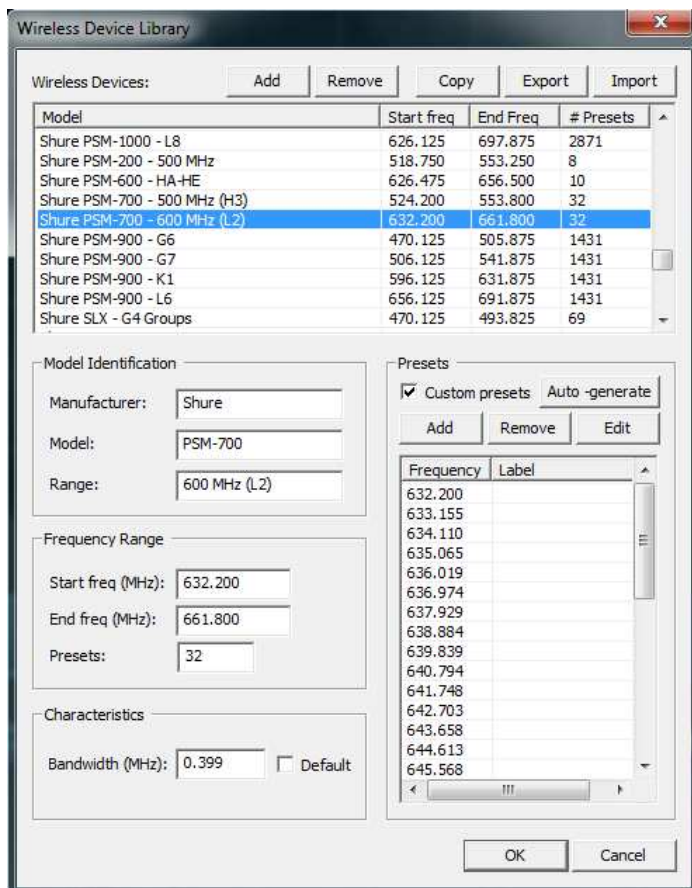 Wireless Device Library
Wireless Devices: Add Remove Copy Export Import
Model Start freq End Freq # Presets
Shure PSM-1000 - L8 626.125 697.875 2871
Shure PSM-200 - 500 MHz 518.750 553.250 8
Shure PSM-600 - HA-HE 626.475 656.500 10
Shure PSM-700 - 500 MHz (H3) 524.200 553.800 32
Shure PSM-700 - 600 MHz (L2) 632.200 661.800 32
Shure PSM-900 - G6 470.125 505.875 1431
Shure PSM-900 - G7 506.125 541.875 1431
Shure PSM-900 - K1 596.125 631.875 1431
Shure PSM-900 - L6 656.125 691.875 1431
Shure SLX - G4 Groups 470.125 493.825 69
Model Identification
Manufacturer: Shure
Model: PSM-700
Range: 600 MHz (L2)
Frequency Range
Start freq (MHz): 632.200
End freq (MHz): 661.800
Presets: 32
Characteristics
Bandwidth (MHz): 0.399 Default
Presets
Custom presets Auto -generate
Add Remove Edit
Frequency Label
632.200
633.155
634.110
635.065
636.019
636.974
637.929
638.884
639.839
640.794
641.748
642.703
643.658
644.613
645.568
OK Cancel